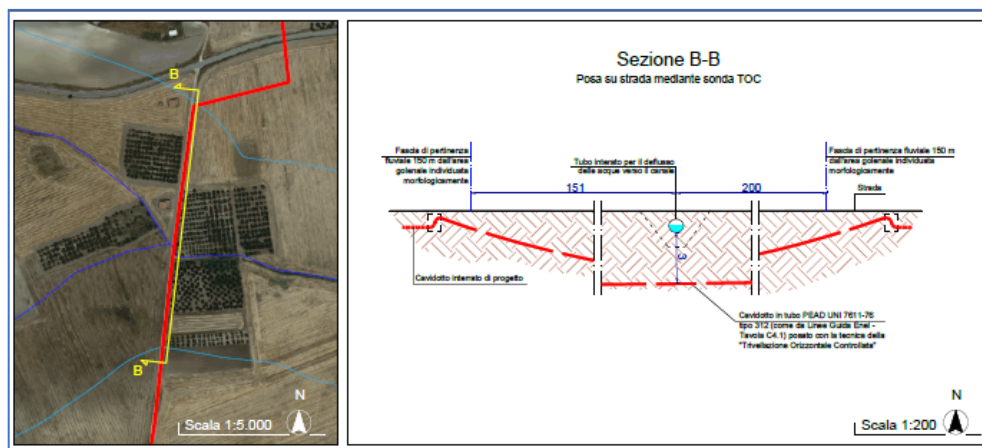 B
B
N
Scala 1:5.000
Sezione B-B
Posa su strada mediante sonda TOC
Fascia di pertinenza
fluviale 150 m dall'area
golenale individuata
morfologicamente
Tubo interrato per il deflusso
delle acque verso il canale
Fascia di pertinenza fluviale 150 m
dall'area golenale individuata
morfologicamente
Strada
151
200
3
Cavidotto interrato di progetto
Cavidotto in tubo PEAD UNI 7611-76
tipo 312 (come da Linee Guida Enel -
Tavola C4.1) posato con la tecnica della
"Trivellazione Orizzontale Controllata"
N
Scala 1:200